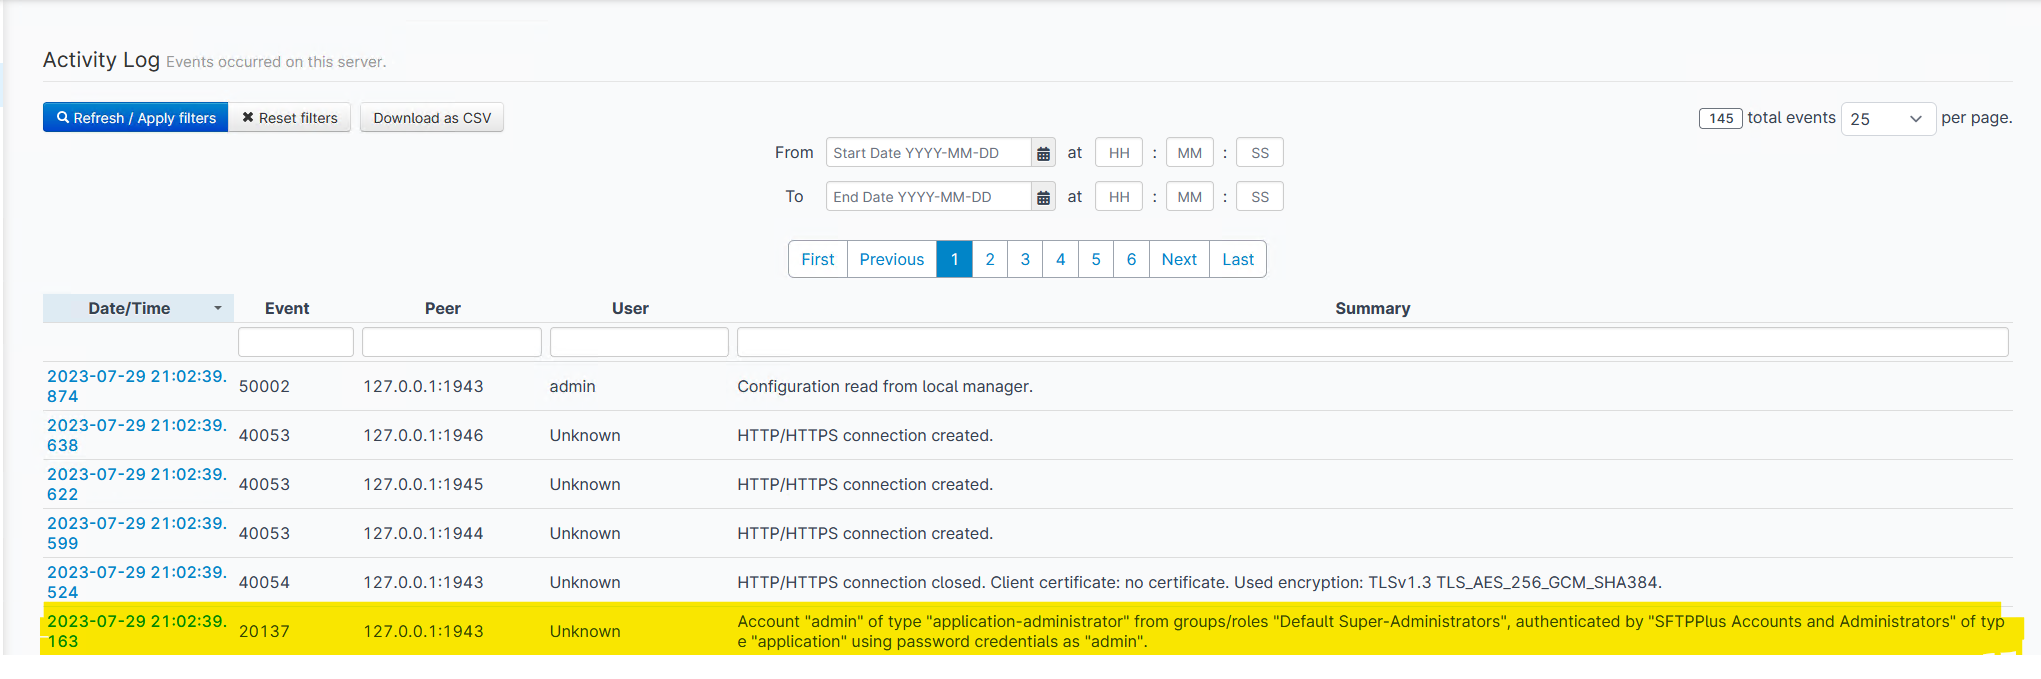 Activity Log Events occurred on this server.
Refresh / Apply filters Reset filters Download as CSV 145 total events 25 per page.
From Start Date YYYY-MM-DD at HH : MM : SS
To End Date YYYY-MM-DD at HH : MM : SS
First Previous 1 2 3 4 5 6 Next Last
Date/Time Event Peer User Summary
2023-07-29 21:02:39.
874 50002 127.0.0.1:1943 admin Configuration read from local manager.
2023-07-29 21:02:39.
638 40053 127.0.0.1:1946 Unknown HTTP/HTTPS connection created.
2023-07-29 21:02:39.
622 40053 127.0.0.1:1945 Unknown HTTP/HTTPS connection created.
2023-07-29 21:02:39.
599 40053 127.0.0.1:1944 Unknown HTTP/HTTPS connection created.
2023-07-29 21:02:39.
524 40054 127.0.0.1:1943 Unknown HTTP/HTTPS connection closed. Client certificate: no certificate. Used encryption: TLSv1.3 TLS_AES_256_GCM_SHA384.
2023-07-29 21:02:39.
163 20137 127.0.0.1:1943 Unknown Account "admin" of type "application-administrator" from groups/roles "Default Super-Administrators", authenticated by "SFTPPlus Accounts and Administrators" of typ
e "application" using password credentials as "admin".